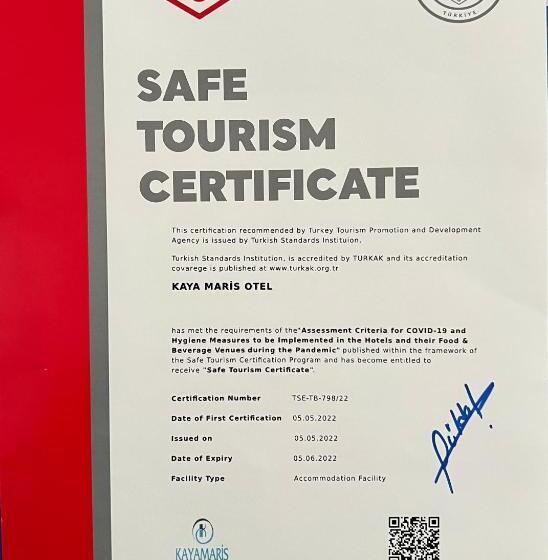 TÜRKİYE
SAFE
TOURISM
CERTIFICATE
This certification recommended by Turkey Tourism Promotion and Development
Agency is issued by Turkish Standards Instituion.
Turkish Standards Institution, is accredited by TURKAK and its accreditation
covarege is published at www.turkak.org.tr
KAYA MARİS OTEL
has met the requirements of the"Assessment Criteria for COVID-19 and
Hygiene Measures to be Implemented in the Hotels and their Food &
Beverage Venues during the Pandemic" published within the framework of
the Safe Tourism Certification Program and has become entitled to
receive "Safe Tourism Certificate".
Certification Number TSE-TB-798/22
Date of First Certification 05.05.2022
Issued on 05.05.2022
Date of Expiry 05.06.2022
Facility Type Accommodation Facility
KAYAMARİS